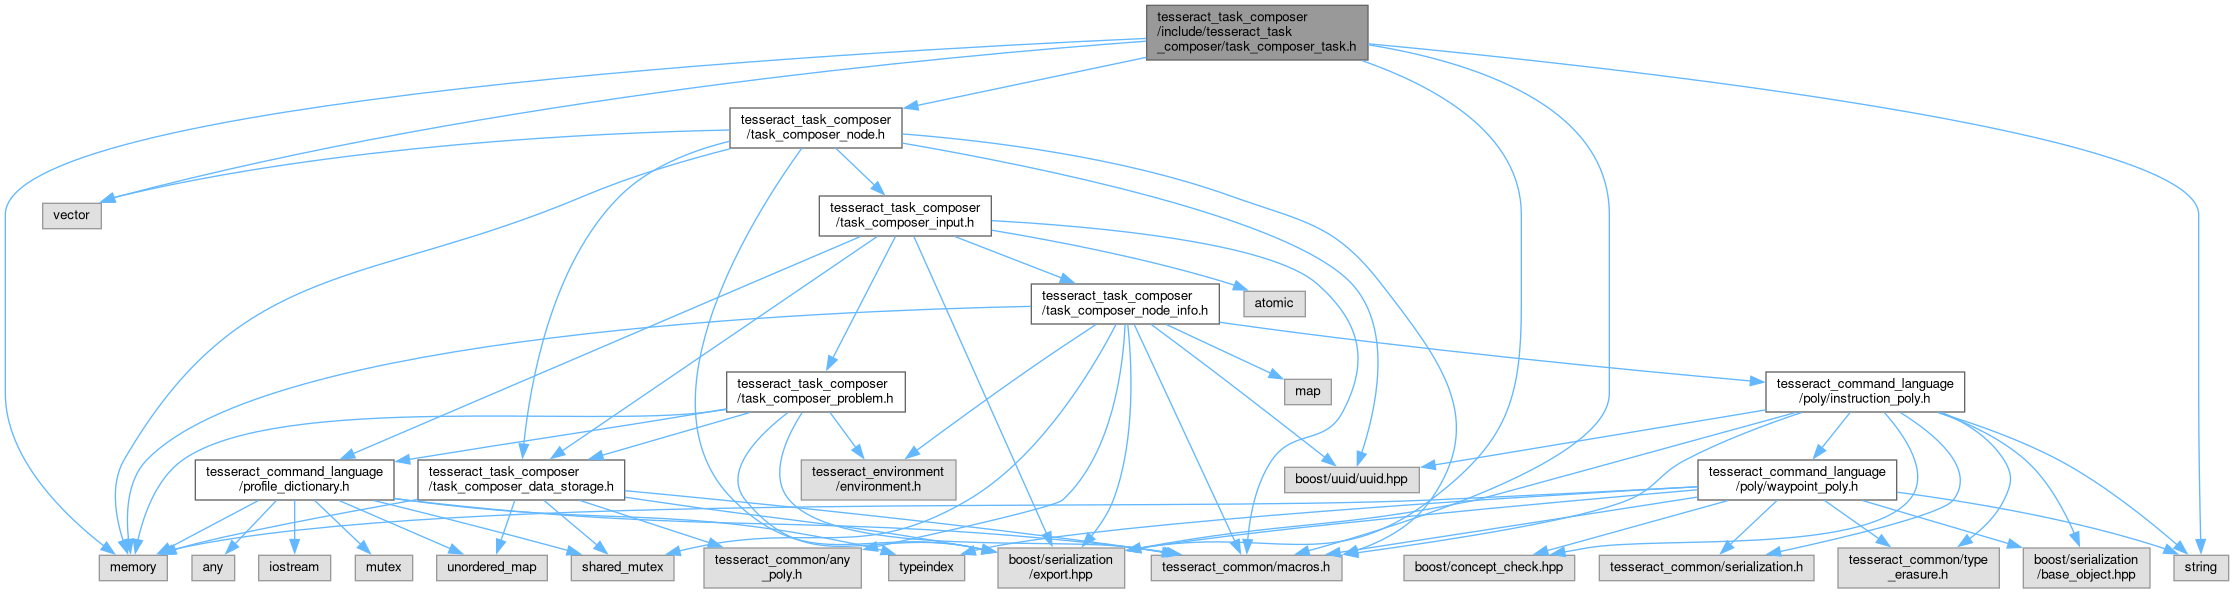 tesseract_task_composer
/include/tesseract_task
_composer/task_composer_task.h
tesseract_task_composer
/task_composer_node.h
vector
tesseract_task_composer
/task_composer_input.h
tesseract_task_composer
/task_composer_node_info.h
atomic
tesseract_task_composer
/task_composer_problem.h
map
tesseract_command_language
/poly/instruction_poly.h
tesseract_command_language
/profile_dictionary.h
tesseract_task_composer
/task_composer_data_storage.h
tesseract_environment
/environment.h
boost/uuid/uuid.hpp
tesseract_command_language
/poly/waypoint_poly.h
memory
any
iostream
mutex
unordered_map
shared_mutex
tesseract_common/any
_poly.h
typeindex
boost/serialization
/export.hpp
tesseract_common/macros.h
boost/concept_check.hpp
tesseract_common/serialization.h
tesseract_common/type
_erasure.h
boost/serialization
/base_object.hpp
string